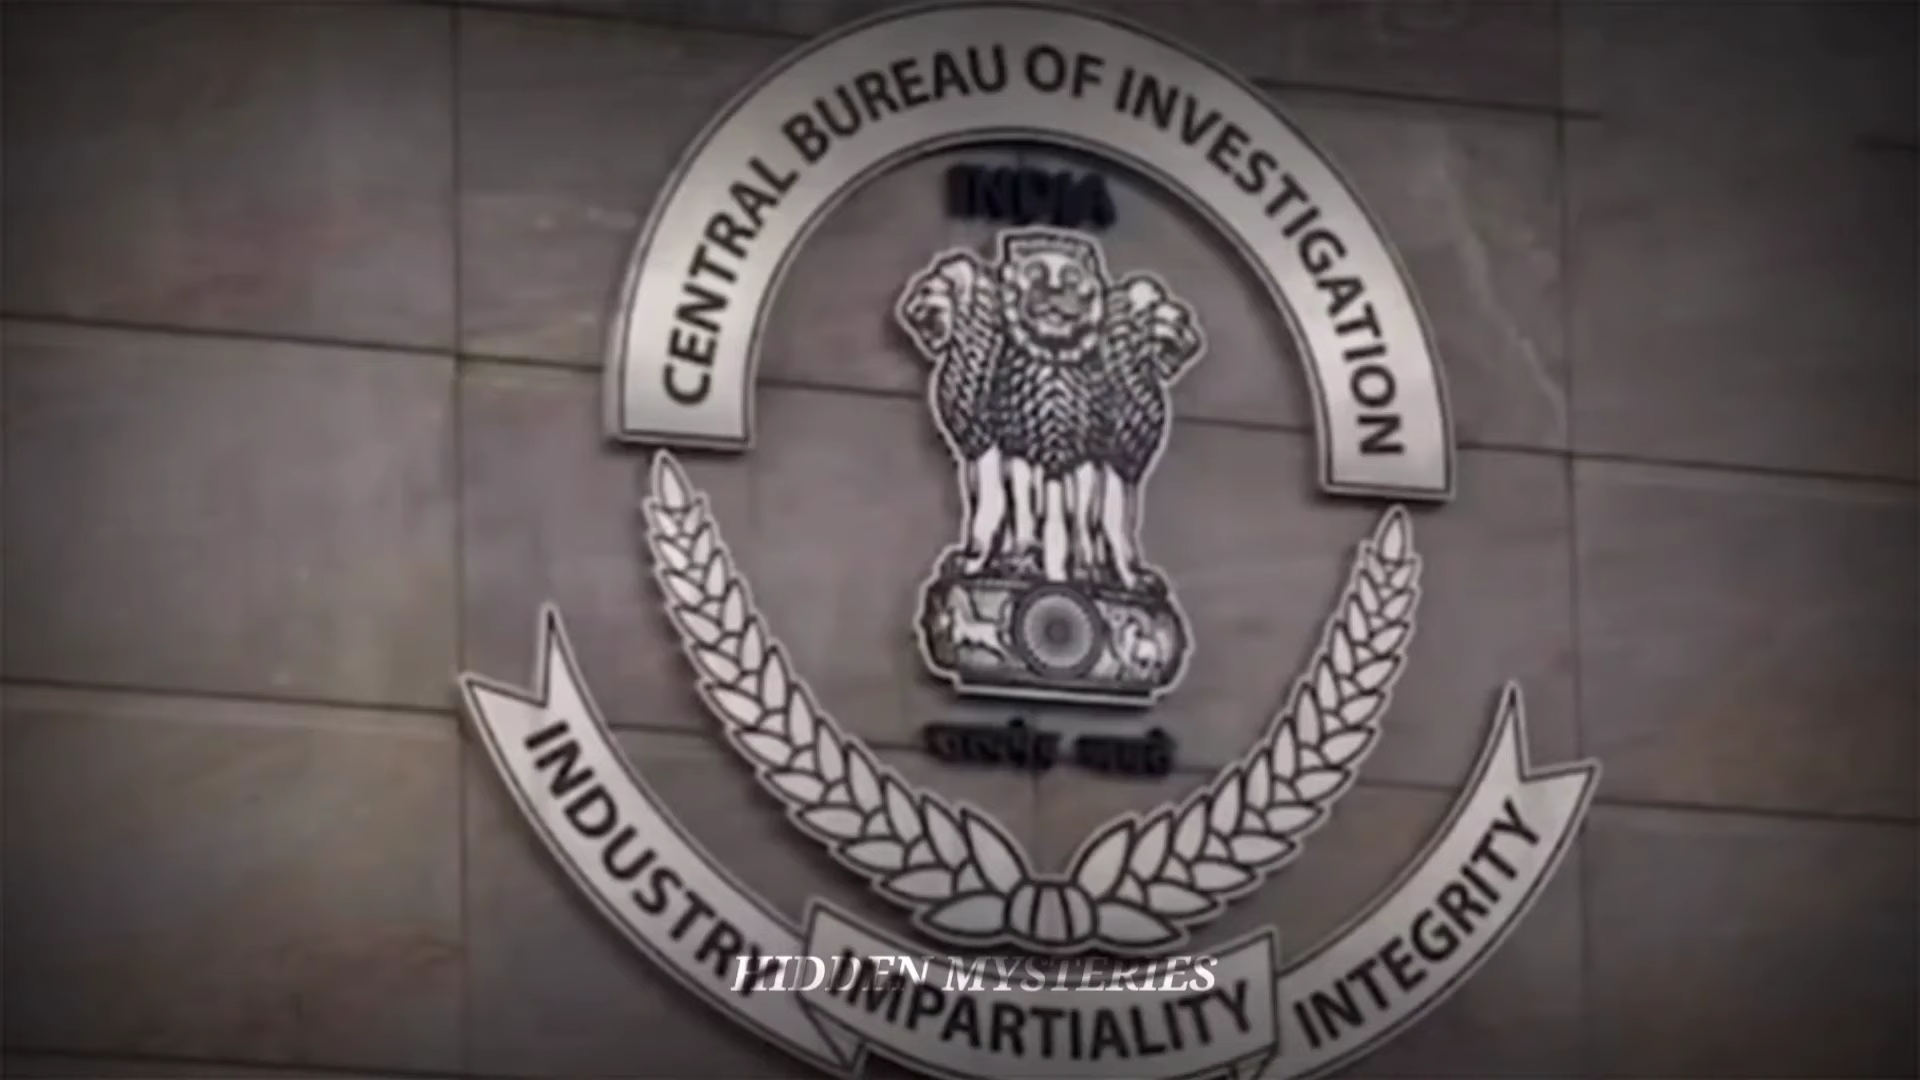 CENTRAL BUREAU OF INVESTIGATION
INDIA
INDUSTRY
IMPARTIALITY
INTEGRITY
HIDDEN MYSTERIES